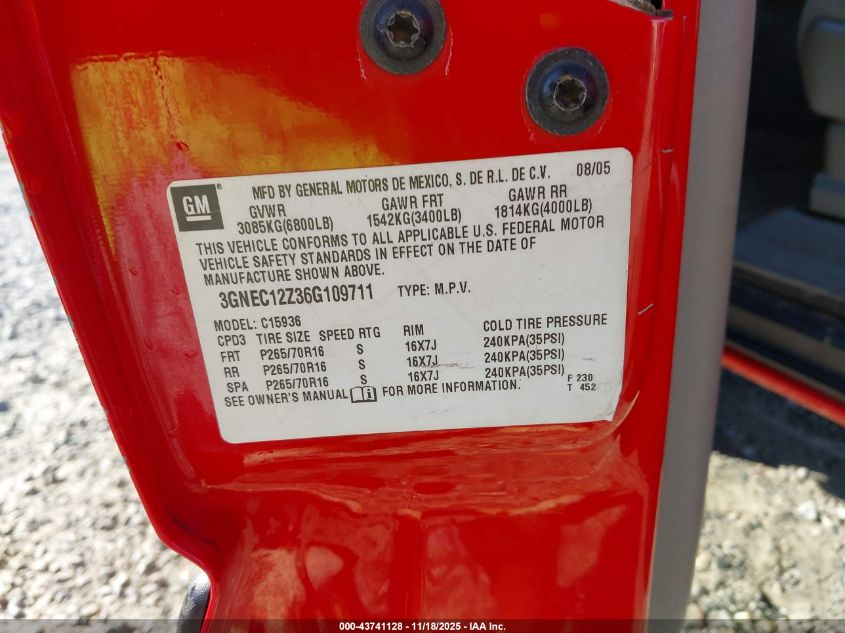 GM ®
MFD BY GENERAL MOTORS DE MEXICO, S. DE R.L. DE C.V. 08/05
GVWR GAWR FRT GAWR RR
3085KG(6800LB) 1542KG(3400LB) 1814KG(4000LB)
THIS VEHICLE CONFORMS TO ALL APPLICABLE U.S. FEDERAL MOTOR
VEHICLE SAFETY STANDARDS IN EFFECT ON THE DATE OF
MANUFACTURE SHOWN ABOVE.
3GNEC12Z36G109711 TYPE: M.P.V.
MODEL: C15936
CPD3 TIRE SIZE SPEED RTG RIM COLD TIRE PRESSURE
FRT P265/70R16 S 16X7J 240KPA(35PSI)
RR P265/70R16 S 16X7J 240KPA(35PSI)
SPA P265/70R16 S 16X7J 240KPA(35PSI)
SEE OWNER'S MANUAL FOR MORE INFORMATION.
F 230
T 452
000-43741128 - 11/18/2025 - IAA Inc.